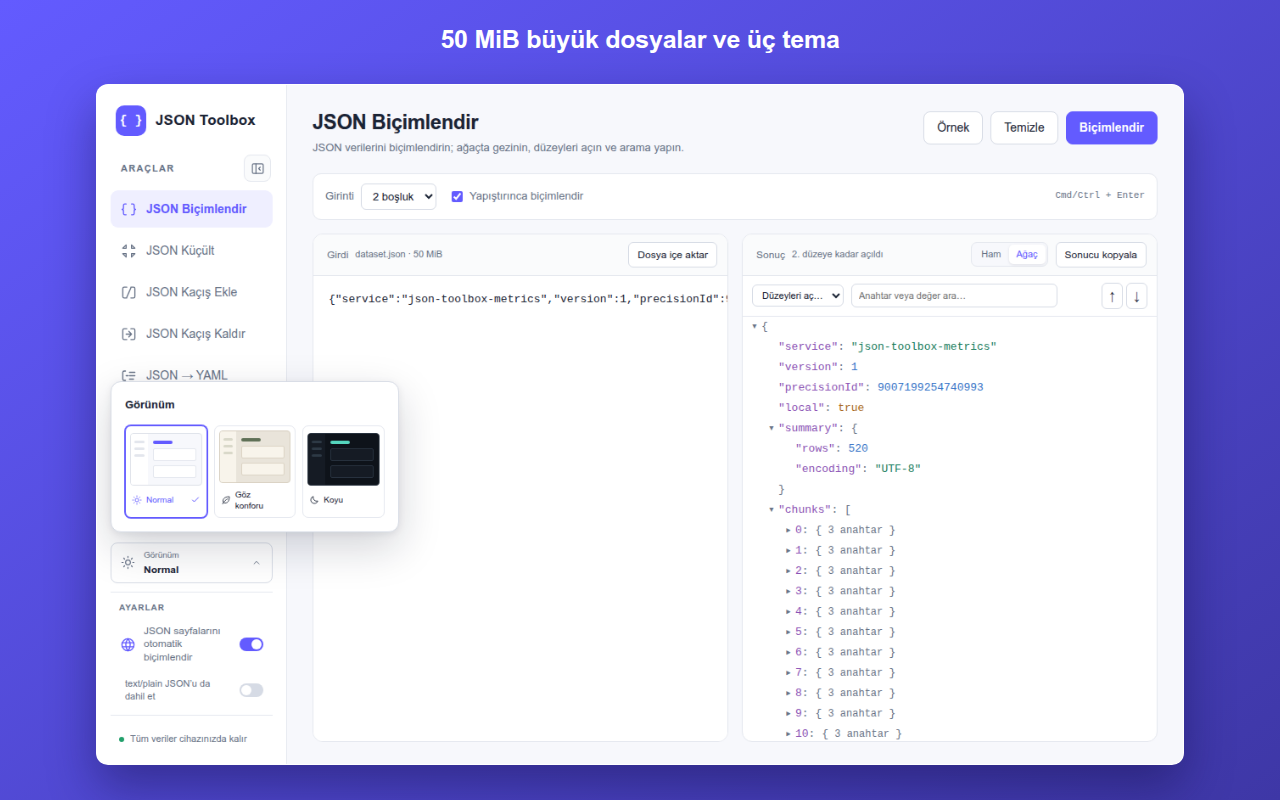 50 MiB büyük dosyalar ve üç tema
{ } JSON Toolbox
ARAÇLAR
{ } JSON Biçimlendir
JSON Küçült
JSON Kaçış Ekle
JSON Kaçış Kaldır
JSON → YAML
Görünüm
Normal
Göz
konforu
Koyu
Görünüm
Normal
AYARLAR
JSON sayfalarını
otomatik
biçimlendir
text/plain JSON'u da
dahil et
Tüm veriler cihazınızda kalır
JSON Biçimlendir
JSON verilerini biçimlendirin; ağaçta gezinin, düzeyleri açın ve arama yapın.
Örnek
Temizle
Biçimlendir
Girinti
2 boşluk
Yapıştırınca biçimlendir
Cmd/Ctrl + Enter
Girdi dataset.json · 50 MiB
Dosya içe aktar
{"service":"json-toolbox-metrics","version":1,"precisionId":
Sonuç 2. düzeye kadar açıldı
Ham
Ağaç
Sonucu kopyala
Düzeyleri aç...
Anahtar veya değer ara...
↑
↓
▾ {
"service": "json-toolbox-metrics"
"version": 1
"precisionId": 9007199254740993
"local": true
▾ "summary": {
"rows": 520
"encoding": "UTF-8"
}
▾ "chunks": [
▸ 0: { 3 anahtar }
▸ 1: { 3 anahtar }
▸ 2: { 3 anahtar }
▸ 3: { 3 anahtar }
▸ 4: { 3 anahtar }
▸ 5: { 3 anahtar }
▸ 6: { 3 anahtar }
▸ 7: { 3 anahtar }
▸ 8: { 3 anahtar }
▸ 9: { 3 anahtar }
▸ 10: { 3 anahtar }